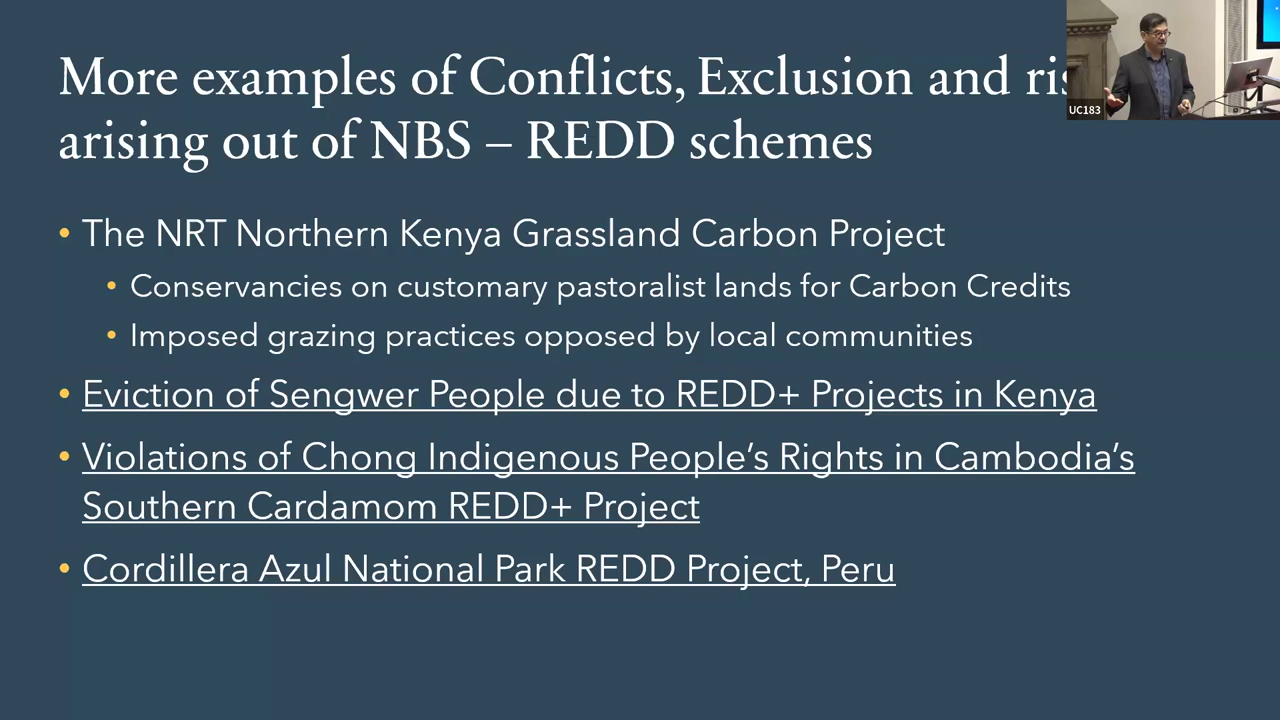 More examples of Conflicts, Exclusion and
arising out of NBS – REDD schemes
UC183
• The NRT Northern Kenya Grassland Carbon Project
• Conservancies on customary pastoralist lands for Carbon Credits
• Imposed grazing practices opposed by local communities
• Eviction of Sengwer People due to REDD+ Projects in Kenya
• Violations of Chong Indigenous People’s Rights in Cambodia’s
Southern Cardamom REDD+ Project
• Cordillera Azul National Park REDD Project, Peru